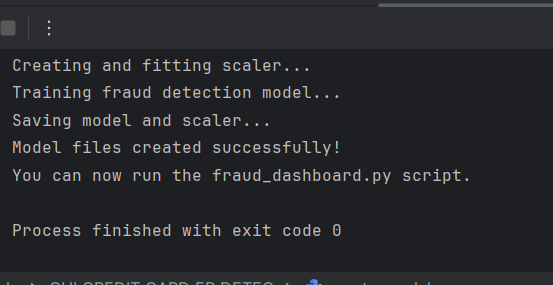 Creating and fitting scaler...
Training fraud detection model...
Saving model and scaler...
Model files created successfully!
You can now run the fraud_dashboard.py script.
Process finished with exit code 0